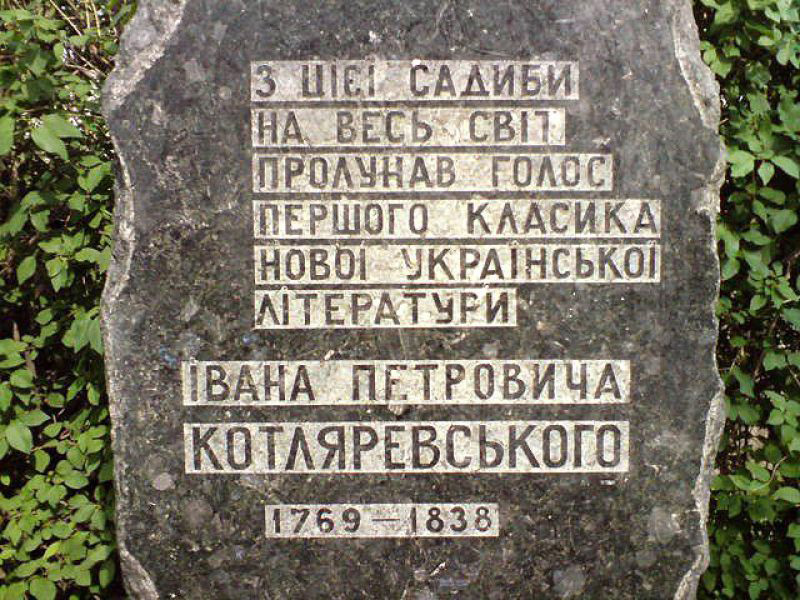 З ЦІЄЇ САДИБИ
НА ВЕСЬ СВІТ
ПРОЛУНАВ ГОЛОС
ПЕРШОГО КЛАСИКА
НОВОЇ УКРАЇНСЬКОЇ
ЛІТЕРАТУРИ
ІВАНА ПЕТРОВИЧА
КОТЛЯРЕВСЬКОГО
1769 – 1838